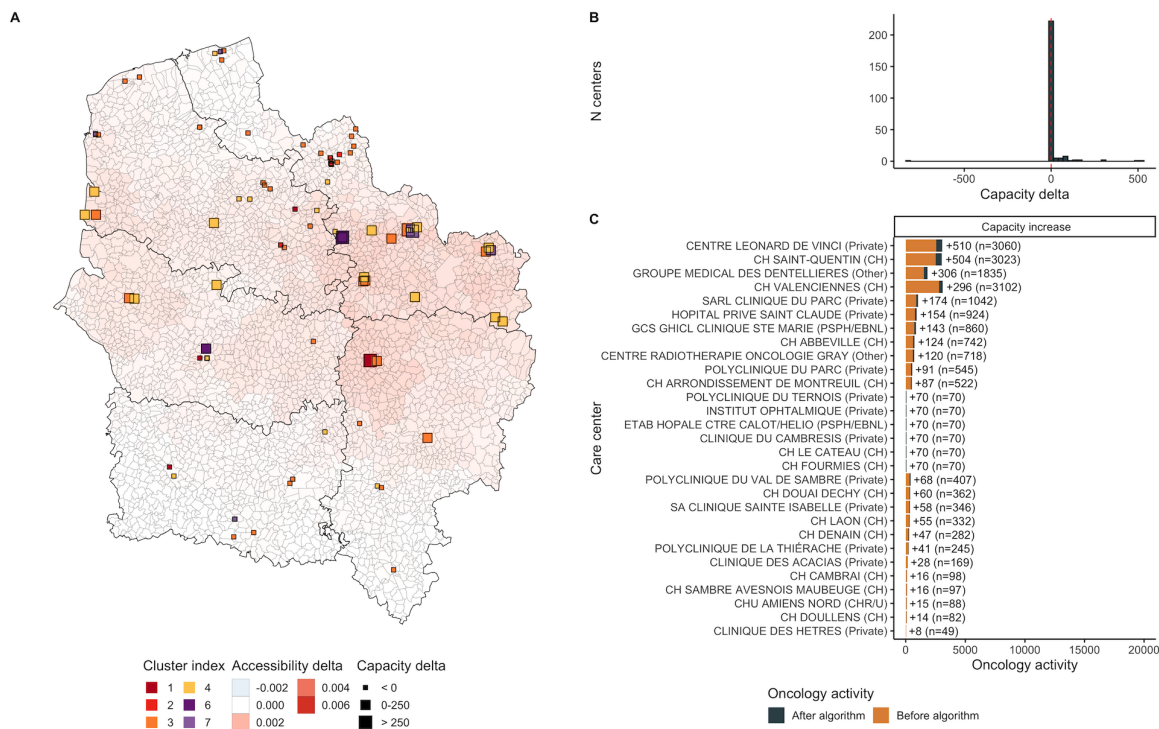 A
Cluster index
1
2
3
4
6
7
Accessibility delta
-0.002
0.000
0.002
0.004
0.006
Capacity delta
< 0
0-250
> 250
B
N centers
200
150
100
50
0
-500
0
500
Capacity delta
C
Capacity increase
Care center
CENTRE LEONARD DE VINCI (Private) +510 (n=3060)
CH SAINT-QUENTIN (CH) +504 (n=3023)
GROUPE MEDICAL DES DENTELLIERES (Other) +306 (n=1835)
CH VALENCIENNES (CH) +296 (n=3102)
SARL CLINIQUE DU PARC (Private) +174 (n=1042)
HOPITAL PRIVE SAINT CLAUDE (Private) +154 (n=924)
GCS GHICL CLINIQUE STE MARIE (PSPH/EBNL) +143 (n=860)
CH ABBEVILLE (CH) +124 (n=742)
CENTRE RADIOTHERAPIE ONCOLOGIE GRAY (Other) +120 (n=718)
POLYCLINIQUE DU PARC (Private) +91 (n=545)
CH ARRONDISSEMENT DE MONTREUIL (CH) +87 (n=522)
POLYCLINIQUE DU TERNOIS (Private) +70 (n=70)
INSTITUT OPHTALMIQUE (Private) +70 (n=70)
ETAB HOPALE CTRE CALOT/HELIO (PSPH/EBNL) +70 (n=70)
CLINIQUE DU CAMBRESIS (Private) +70 (n=70)
CH LE CATEAU (CH) +70 (n=70)
CH FOURMIES (CH) +70 (n=70)
POLYCLINIQUE DU VAL DE SAMBRE (Private) +68 (n=407)
CH DOUAI DECHY (CH) +60 (n=362)
SA CLINIQUE SAINTE ISABELLE (Private) +58 (n=346)
CH LAON (CH) +55 (n=332)
CH DENAIN (CH) +47 (n=282)
POLYCLINIQUE DE LA THIÉRACHE (Private) +41 (n=245)
CLINIQUE DES ACACIAS (Private) +28 (n=169)
CH CAMBRAI (CH) +16 (n=98)
CH SAMBRE AVESNOIS MAUBEUGE (CH) +16 (n=97)
CHU AMIENS NORD (CHR/U) +15 (n=88)
CH DOULLENS (CH) +14 (n=82)
CLINIQUE DES HETRES (Private) +8 (n=49)
0 5000 10000 15000 20000
Oncology activity
Oncology activity
After algorithm
Before algorithm